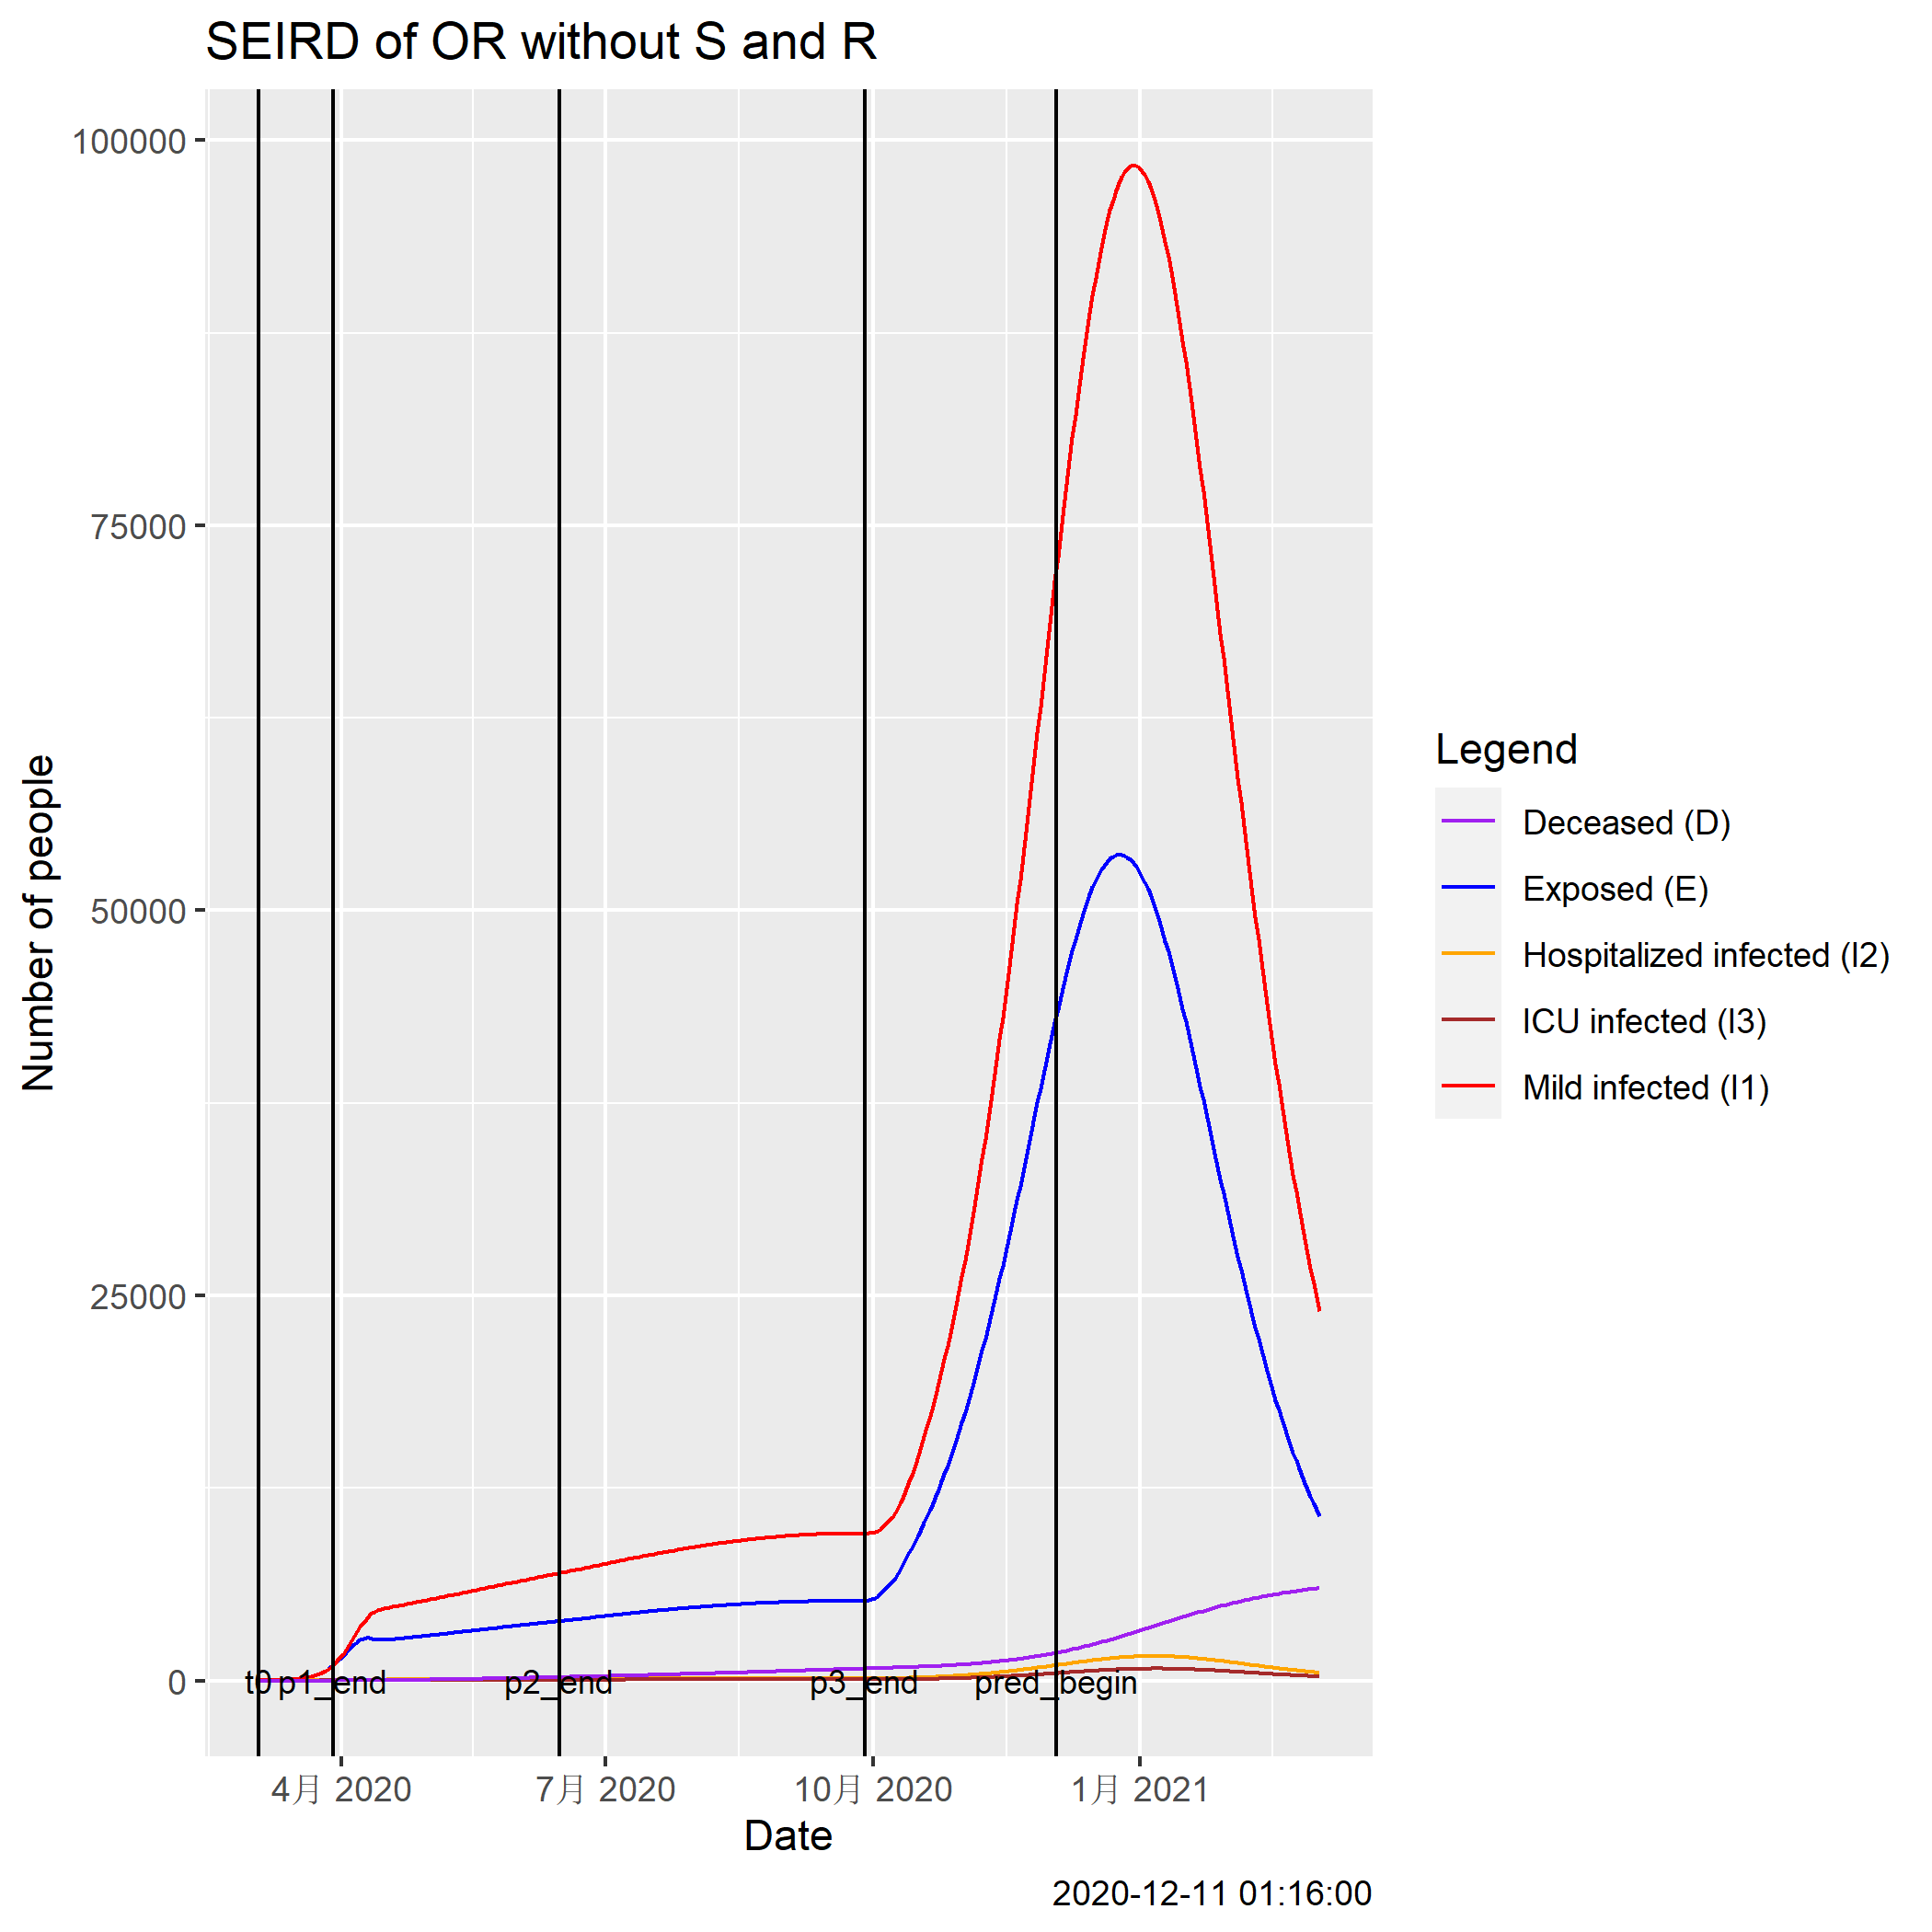 SEIRD of OR without S and R
Number of people
100000
75000
50000
25000
0
t0 p1_end p2_end p3_end pred_begin
4月 2020 7月 2020 10月 2020 1月 2021
Date
Legend
Deceased (D)
Exposed (E)
Hospitalized infected (I2)
ICU infected (I3)
Mild infected (I1)
2020-12-11 01:16:00